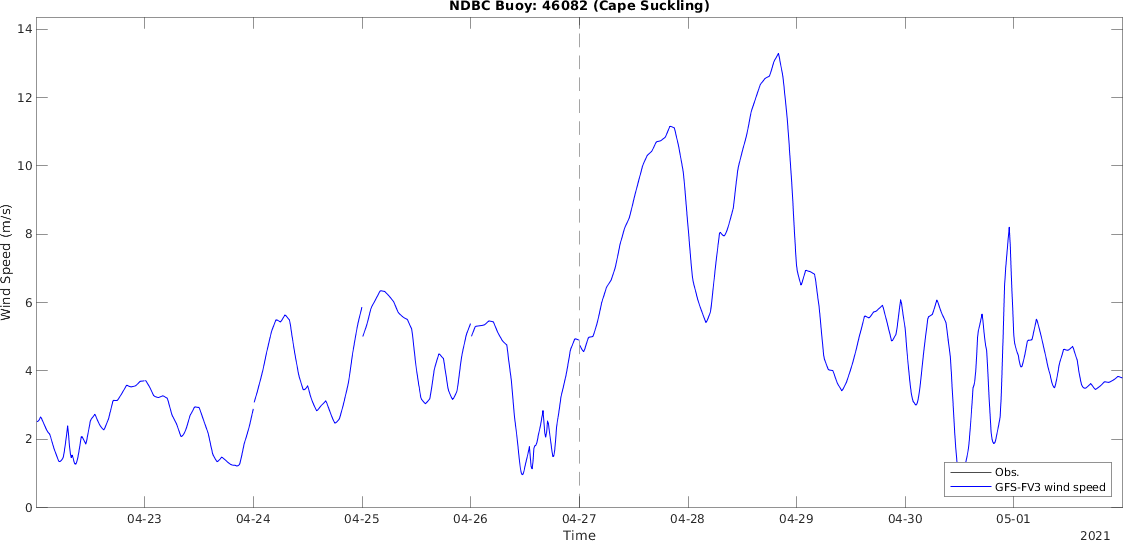 NDBC Buoy: 46082 (Cape Suckling)
14
12
10
8
6
4
2
0
Wind Speed (m/s)
Obs.
GFS-FV3 wind speed
04-23 04-24 04-25 04-26 04-27 04-28 04-29 04-30 05-01
Time
2021